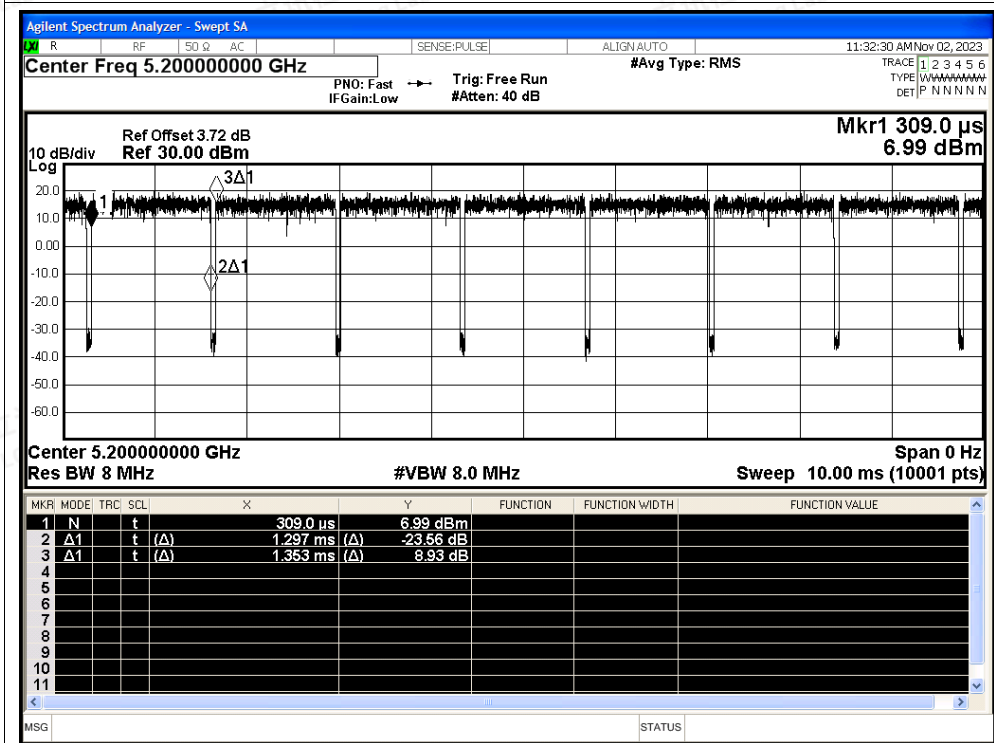 Agilent Spectrum Analyzer - Swept SA
LXI R RF 50 Ω AC SENSE:PULSE ALIGN AUTO 11:32:30 AM Nov 02, 2023
Center Freq 5.200000000 GHz
PNO: Fast
IFGain:Low
Trig: Free Run
#Atten: 40 dB
#Avg Type: RMS
TRACE 1 2 3 4 5 6
TYPE WWWWWW
DET P N N N N N
Mkr1 309.0 µs
6.99 dBm
Ref Offset 3.72 dB
10 dB/div Ref 30.00 dBm
Log
3Δ1
20.0
1
10.0
0.00
2Δ1
-10.0
-20.0
-30.0
-40.0
-50.0
-60.0
Center 5.200000000 GHz Span 0 Hz
Res BW 8 MHz #VBW 8.0 MHz Sweep 10.00 ms (10001 pts)
MKR MODE TRC SCL X Y FUNCTION FUNCTION WIDTH FUNCTION VALUE
1 N t 309.0 µs 6.99 dBm
2 Δ1 t (Δ) 1.297 ms (Δ) -23.56 dB
3 Δ1 t (Δ) 1.353 ms (Δ) 8.93 dB
4
5
6
7
8
9
10
11
MSG STATUS